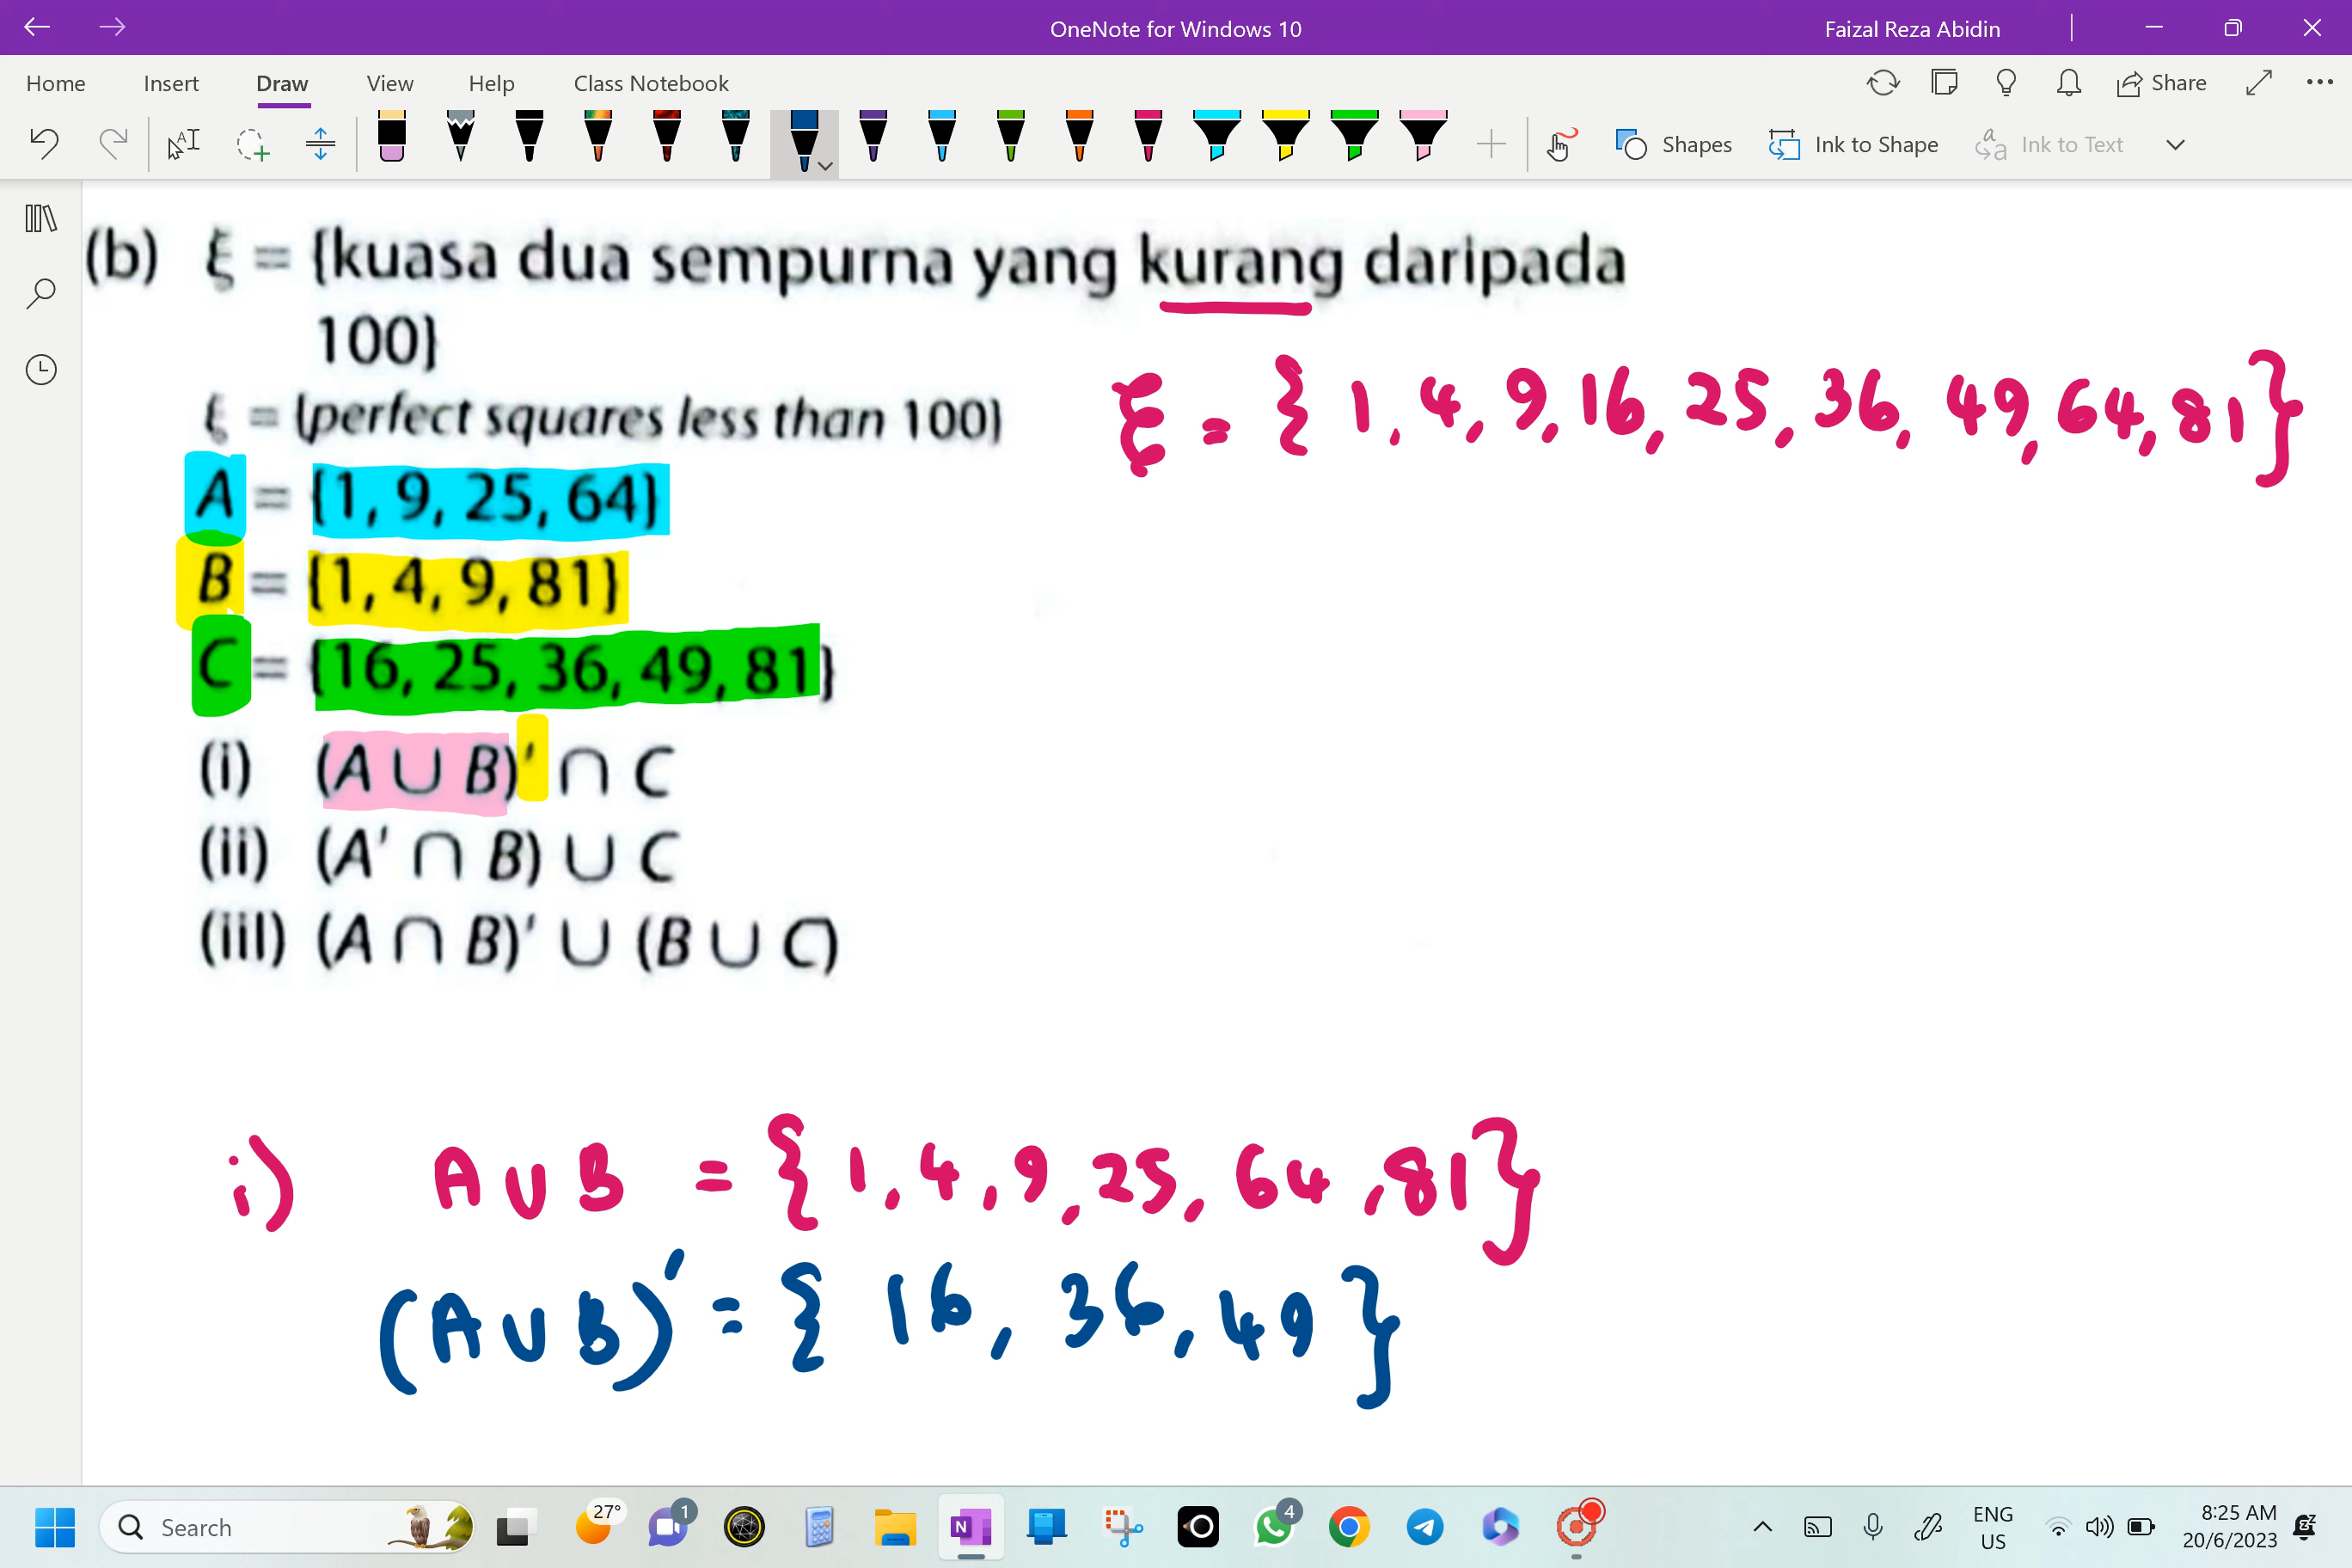 OneNote for Windows 10
Faizal Reza Abidin
Home Insert Draw View Help Class Notebook
Share
Shapes Ink to Shape Ink to Text
(b) ξ = {kuasa dua sempurna yang kurang daripada
100}
ξ = {perfect squares less than 100}
ξ = { 1, 4, 9, 16, 25, 36, 49, 64, 81}
A = {1, 9, 25, 64}
B = {1, 4, 9, 81}
C = {16, 25, 36, 49, 81}
(i) (A ∪ B)′ ∩ C
(ii) (A′ ∩ B) ∪ C
(iii) (A ∩ B)′ ∪ (B ∪ C)
i) A ∪ B = { 1, 4, 9, 25, 64, 81}
(A ∪ B)′ = { 16, 36, 49 }
Search
27°
1
4
ENG
US
8:25 AM
20/6/2023